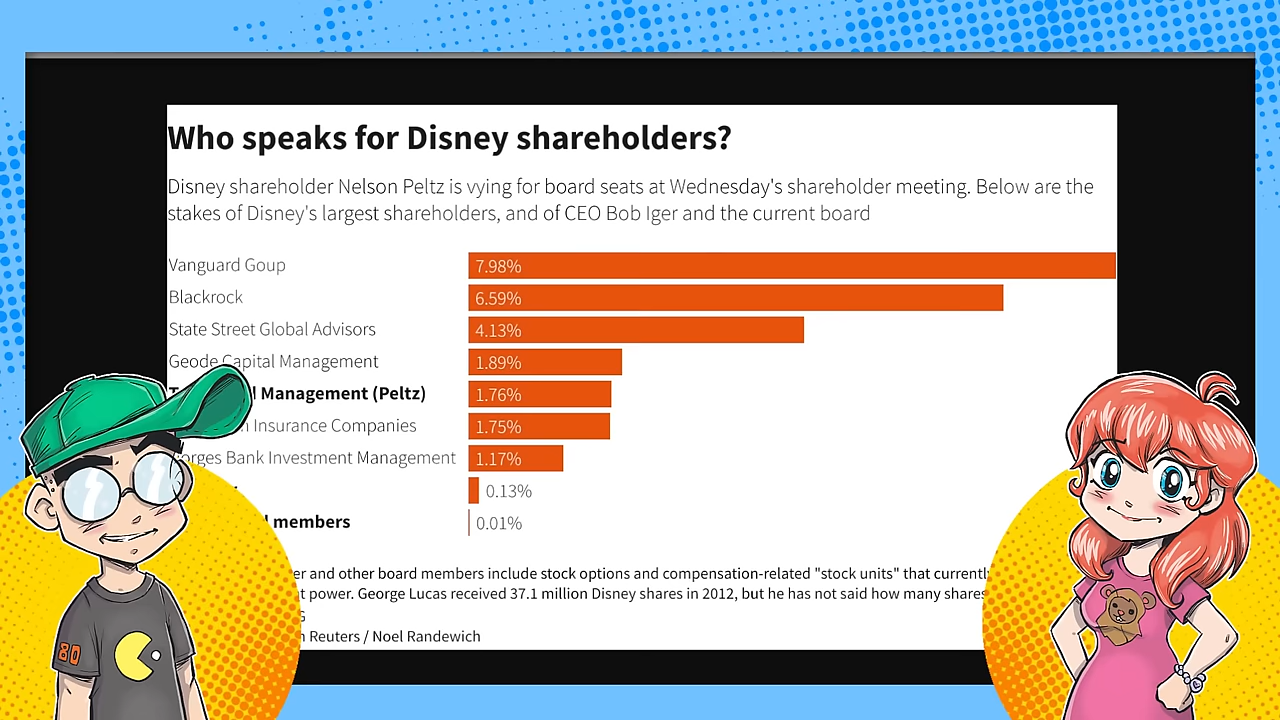 Who speaks for Disney shareholders?
Disney shareholder Nelson Peltz is vying for board seats at Wednesday's shareholder meeting. Below are the
stakes of Disney's largest shareholders, and of CEO Bob Iger and the current board
Vanguard Goup 7.98%
Blackrock 6.59%
State Street Global Advisors 4.13%
Geode Capital Management 1.89%
Management (Peltz) 1.76%
Insurance Companies 1.75%
Bank Investment Management 1.17%
0.13%
members 0.01%
and other board members include stock options and compensation-related "stock units" that
power. George Lucas received 37.1 million Disney shares in 2012, but he has not said how many shares
Reuters / Noel Randewich
80